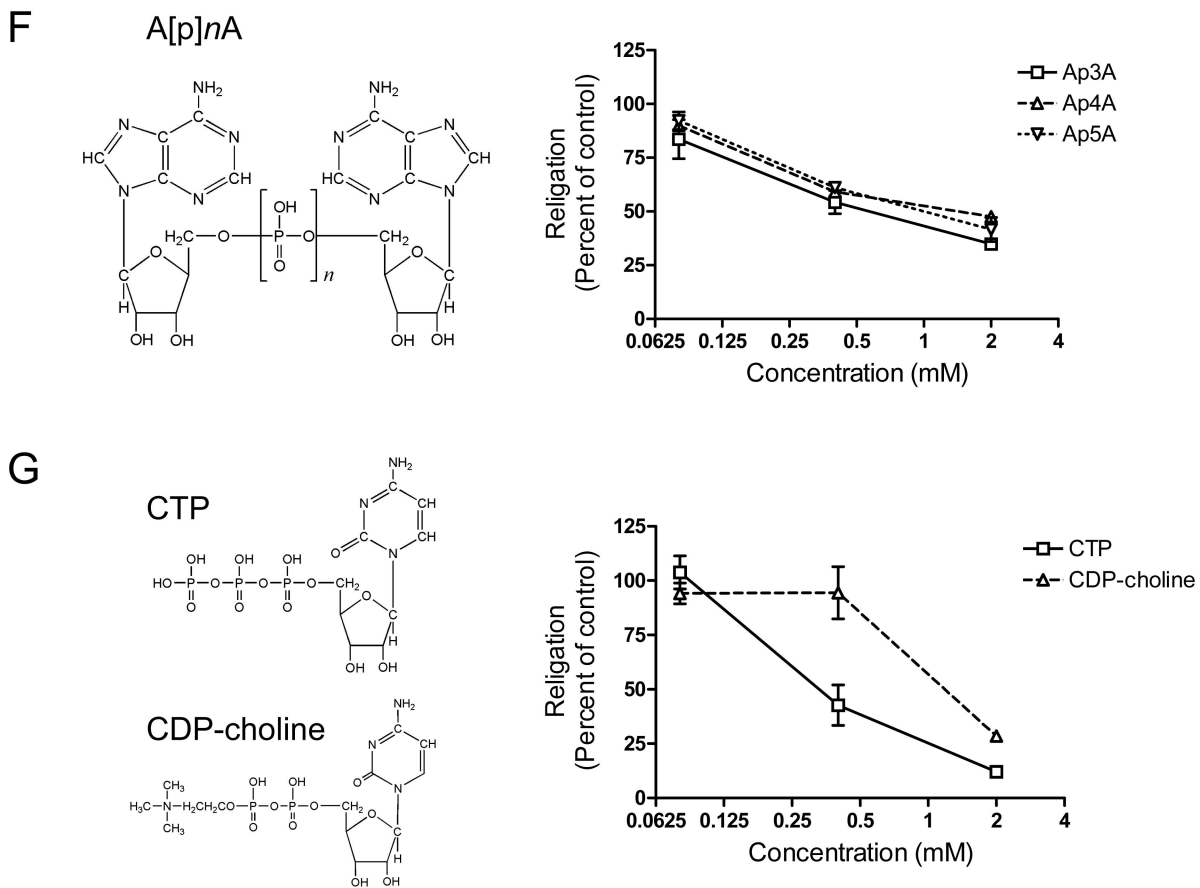 F
A[p]nA
NH2
NH2
N
C
N
HC
C
N
C
CH
N
N
C
N
C
CH
HC
C
N
N
OH
H2C
O
P
O
CH2
O
n
O
O
C
C
H
H
OH
OH
OH
OH
125
100
75
50
25
0
Religation
(Percent of control)
0.0625
0.125
0.25
0.5
1
2
4
Concentration (mM)
Ap3A
Ap4A
Ap5A
G
CTP
NH2
C
N
CH
C
CH
O
N
OH
OH
OH
HO
P
O
P
O
P
O
CH2
O
O
O
O
C
H
OH
OH
CDP-choline
NH2
C
N
CH
C
O
N
CH3
OH
OH
H3C
N
H2CH2CO
P
O
P
O
CH2
CH3
O
O
O
C
H
OH
OH
125
100
75
50
25
0
Religation
(Percent of control)
0.0625
0.125
0.25
0.5
1
2
4
Concentration (mM)
CTP
CDP-choline